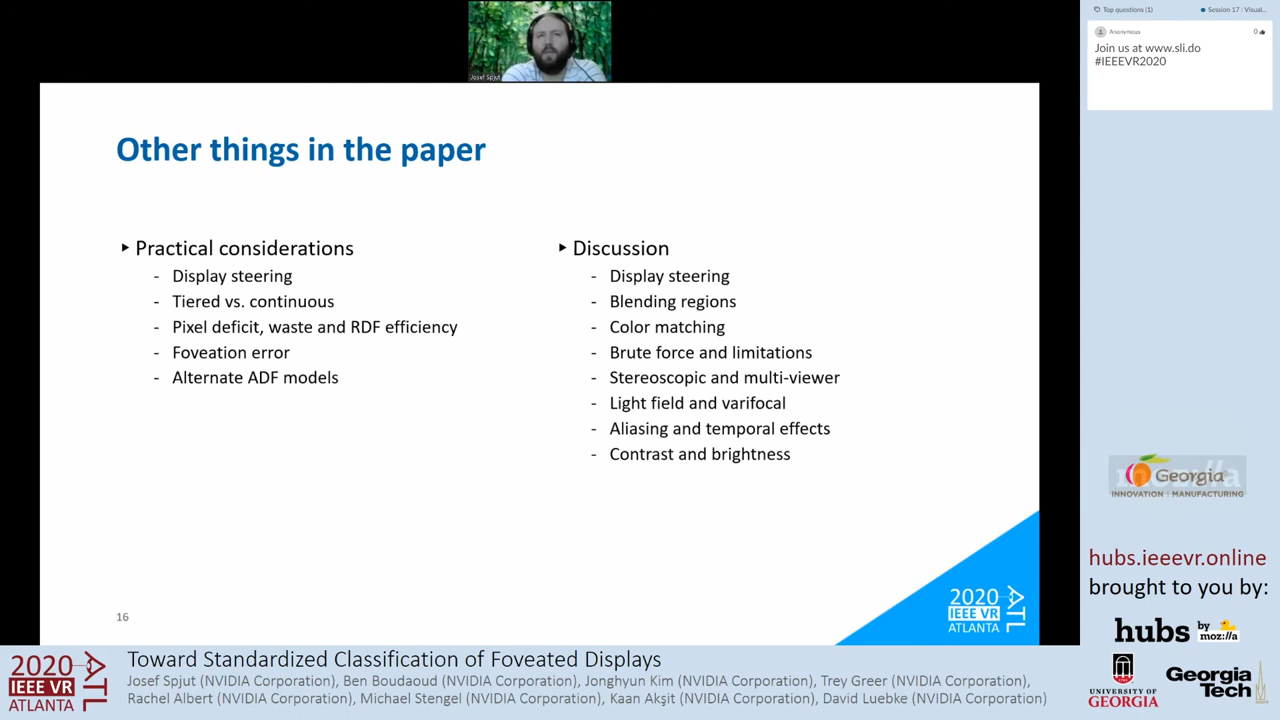 Josef Spjut
Other things in the paper
‣ Practical considerations
- Display steering
- Tiered vs. continuous
- Pixel deficit, waste and RDF efficiency
- Foveation error
- Alternate ADF models
‣ Discussion
- Display steering
- Blending regions
- Color matching
- Brute force and limitations
- Stereoscopic and multi-viewer
- Light field and varifocal
- Aliasing and temporal effects
- Contrast and brightness
16
2020
IEEE VR
ATLANTA
ATL
Top questions (1)
Session 17 : Visual...
Anonymous
0
Join us at www.sli.do
#IEEEVR2020
moz://a
Georgia
INNOVATION | MANUFACTURING
hubs.ieeevr.online
brought to you by:
hubs by
moz://a
UNIVERSITY OF
GEORGIA
Georgia
Tech
2020
IEEE VR
ATLANTA
ATL
Toward Standardized Classification of Foveated Displays
Josef Spjut (NVIDIA Corporation), Ben Boudaoud (NVIDIA Corporation), Jonghyun Kim (NVIDIA Corporation), Trey Greer (NVIDIA Corporation),
Rachel Albert (NVIDIA Corporation), Michael Stengel (NVIDIA Corporation), Kaan Akşit (NVIDIA Corporation), David Luebke (NVIDIA Corporation)